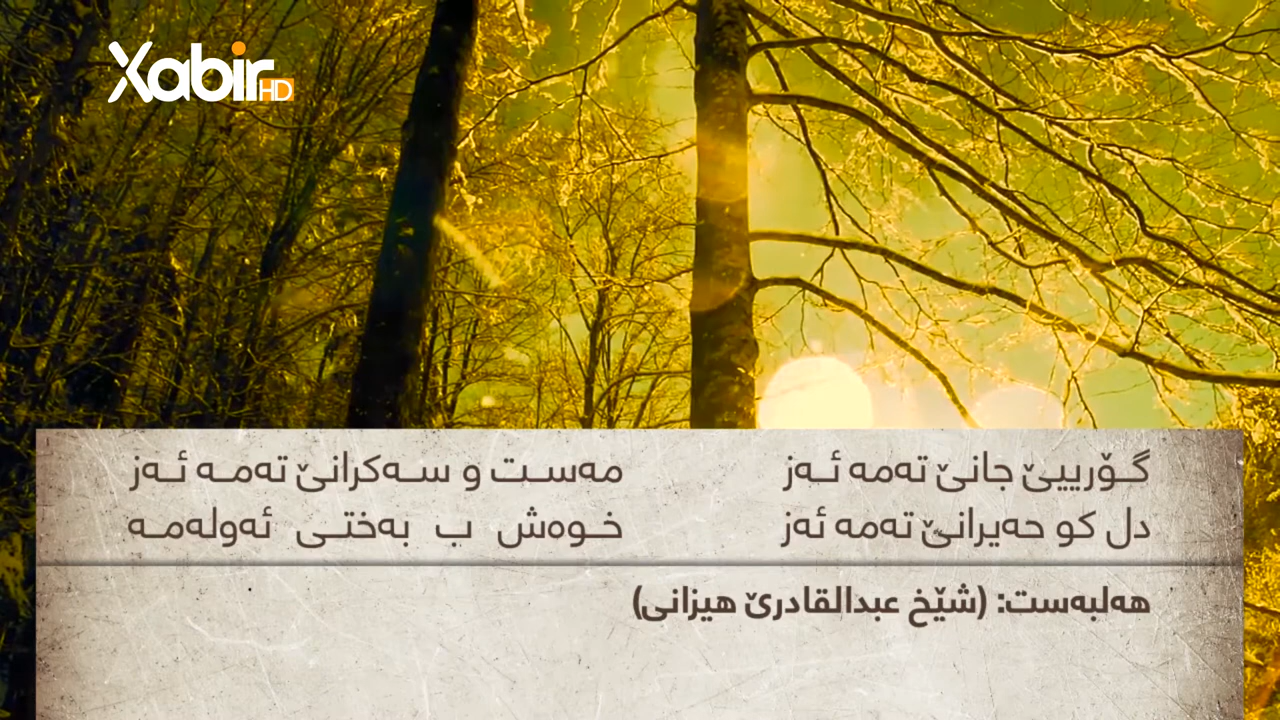 Xabir HD
گۆرییێ جانێ تەمە ئەز مەست و سەکرانێ تەمە ئەز
دل کو حەیرانێ تەمە ئەز خوەش ب بەختی ئەولەمە
هەلبەست: (شێخ عبدالقادرێ هیزانی)